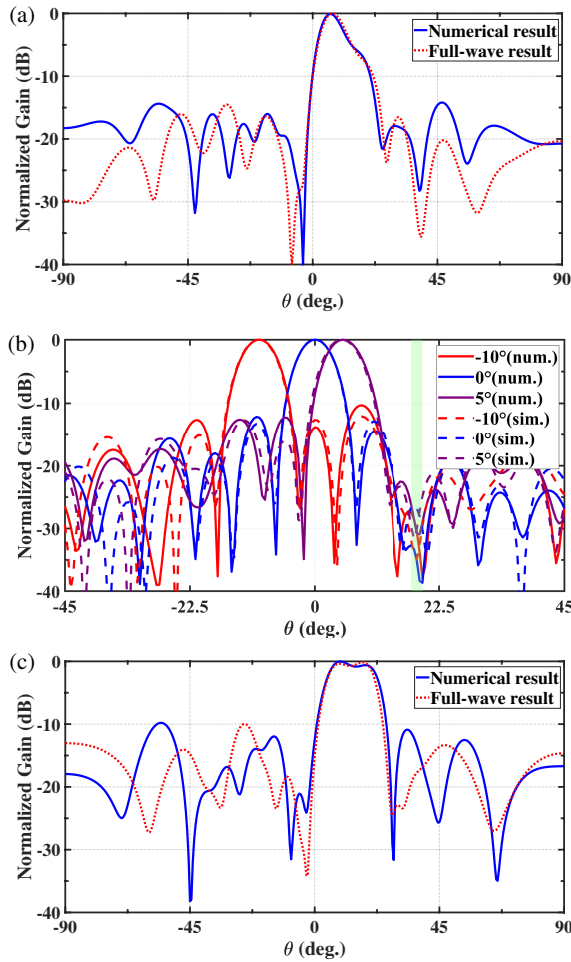 (a)
0
-10
-20
-30
-40
Normalized Gain (dB)
Numerical result
Full-wave result
-90
-45
0
45
90
θ (deg.)
(b)
0
-10
-20
-30
-40
Normalized Gain (dB)
-10°(num.)
0°(num.)
5°(num.)
-10°(sim.)
0°(sim.)
5°(sim.)
-45
-22.5
0
22.5
45
θ (deg.)
(c)
0
-10
-20
-30
-40
Normalized Gain (dB)
Numerical result
Full-wave result
-90
-45
0
45
90
θ (deg.)